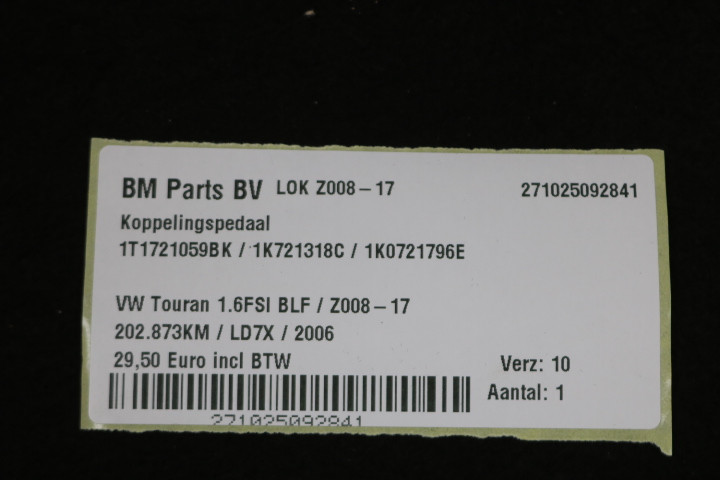 BM Parts BV LOK Z008-17 271025092841
Koppelingspedaal
1T1721059BK / 1K721318C / 1K0721796E
VW Touran 1.6FSI BLF / Z008-17
202.873KM / LD7X / 2006
29,50 Euro incl BTW Verz: 10
Aantal: 1
271025092841